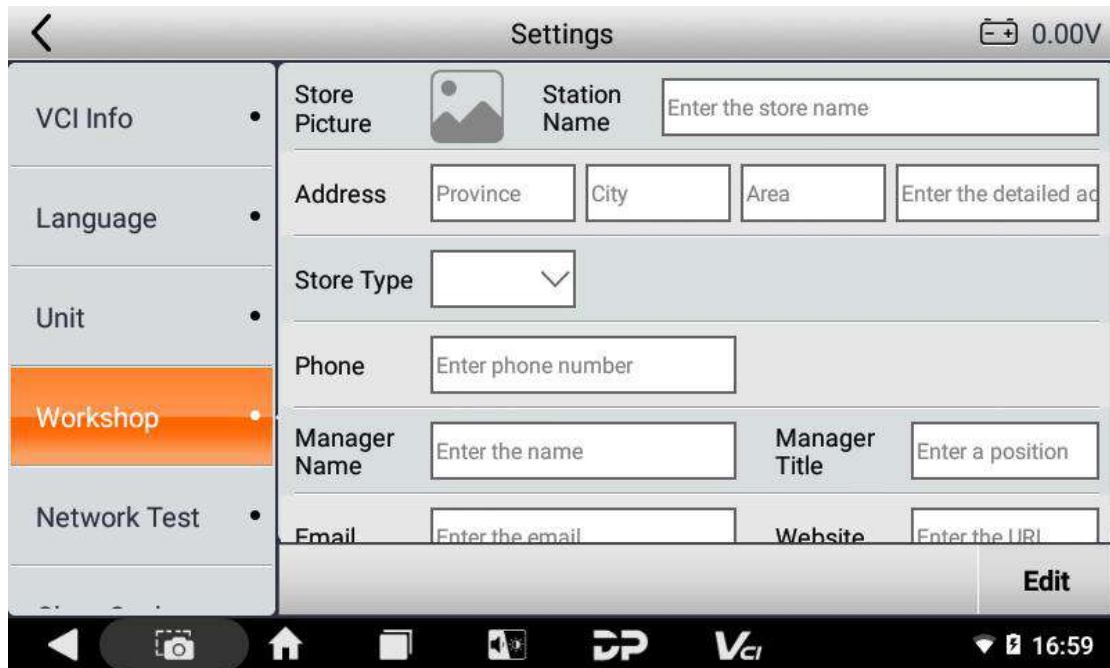 Settings
0.00V
VCI Info
Language
Unit
Workshop
Network Test
Store
Picture
Station
Name
Enter the store name
Address
Province
City
Area
Enter the detailed ad
Store Type
Phone
Enter phone number
Manager
Name
Enter the name
Manager
Title
Enter a position
Email
Enter the email
Website
Enter the URL
Edit
DP
VCI
16:59